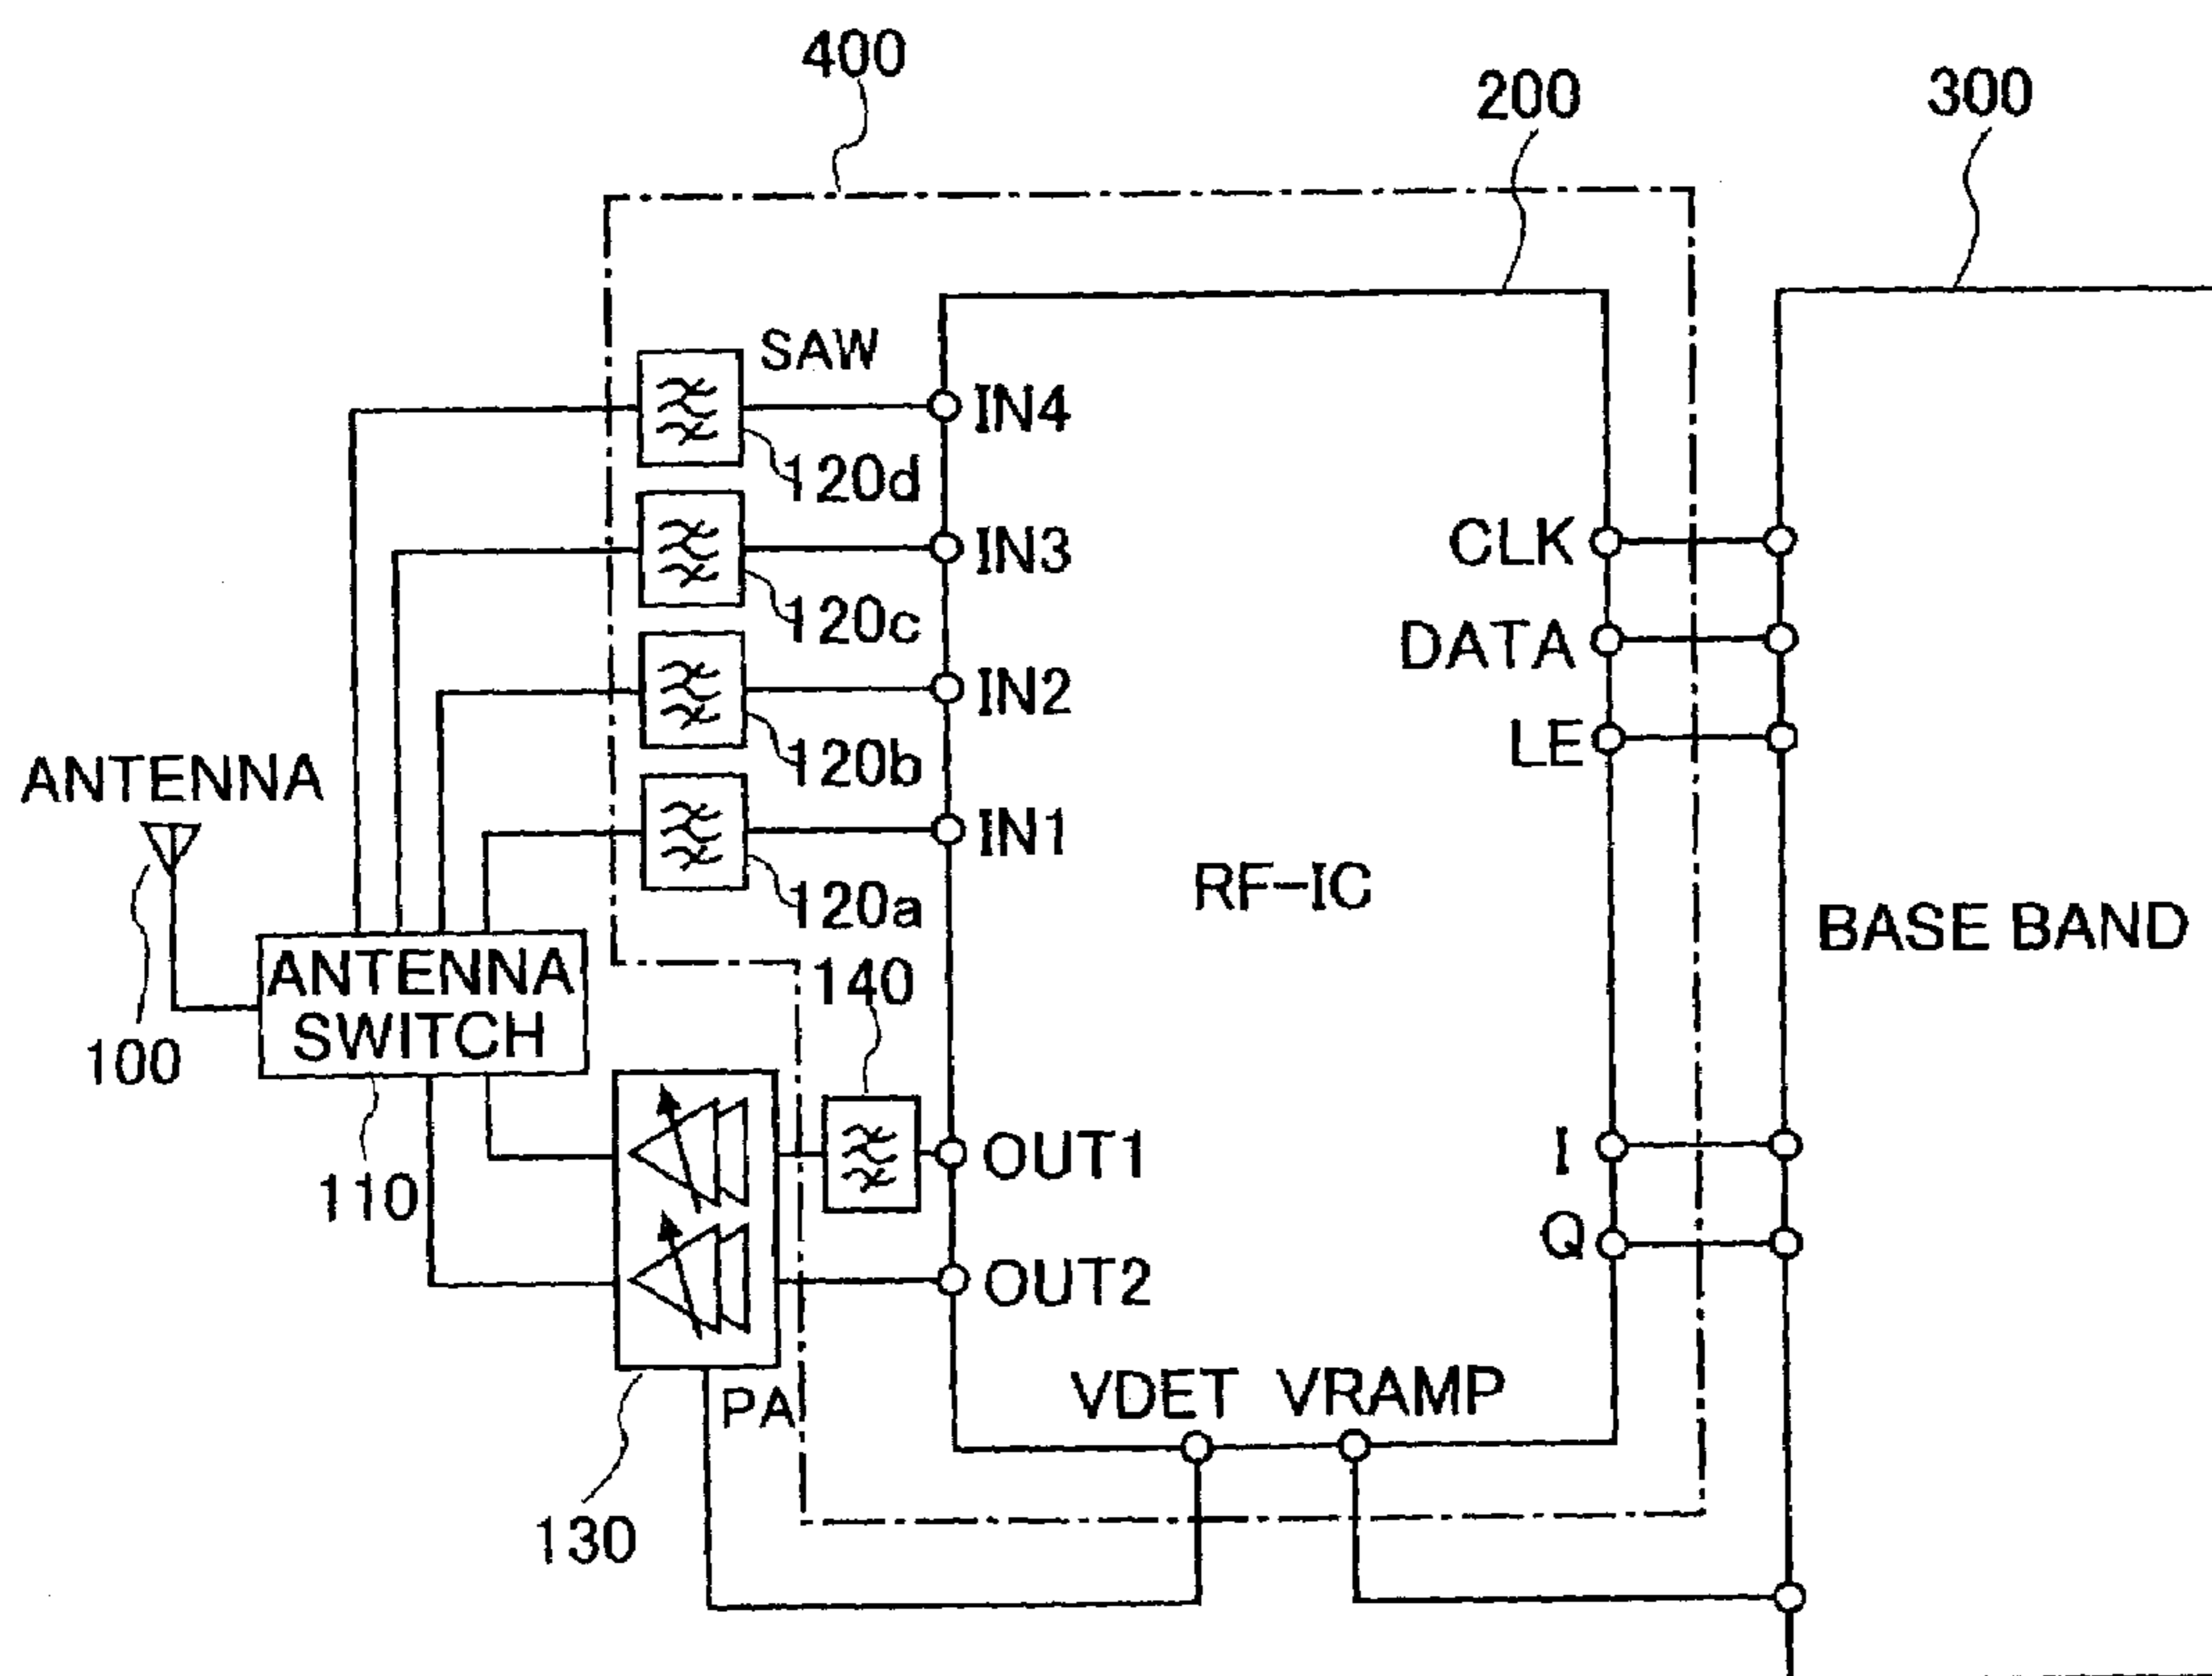 400
200
300
SAW
IN4
120d
IN3
CLK
120c
DATA
IN2
LE
120b
ANTENNA
IN1
RF-IC
120a
BASE BAND
ANTENNA
SWITCH
140
100
OUT1
I
110
Q
OUT2
VDET VRAMP
PA
130